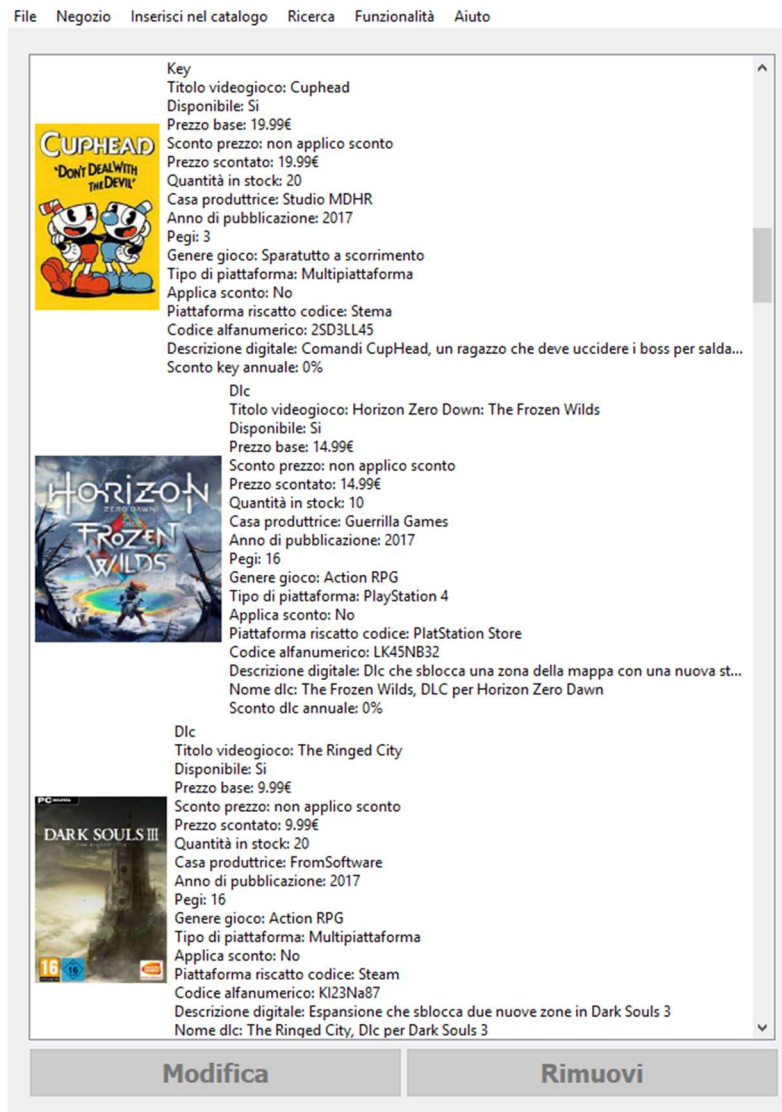 File Negozio Inserisci nel catalogo Ricerca Funzionalità Aiuto
Key
Titolo videogioco: Cuphead
Disponibile: Si
Prezzo base: 19.99€
Sconto prezzo: non applico sconto
Prezzo scontato: 19.99€
Quantità in stock: 20
Casa produttrice: Studio MDHR
Anno di pubblicazione: 2017
Pegi: 3
Genere gioco: Sparatutto a scorrimento
Tipo di piattaforma: Multipiattaforma
Applica sconto: No
Piattaforma riscatto codice: Stema
Codice alfanumerico: 2SD3LL45
Descrizione digitale: Comandi CupHead, un ragazzo che deve uccidere i boss per salda...
Sconto key annuale: 0%
CUPHEAD
"DON'T DEAL WITH
THE DEVIL"
Dlc
Titolo videogioco: Horizon Zero Down: The Frozen Wilds
Disponibile: Si
Prezzo base: 14.99€
Sconto prezzo: non applico sconto
Prezzo scontato: 14.99€
Quantità in stock: 10
Casa produttrice: Guerrilla Games
Anno di pubblicazione: 2017
Pegi: 16
Genere gioco: Action RPG
Tipo di piattaforma: PlayStation 4
Applica sconto: No
Piattaforma riscatto codice: PlatStation Store
Codice alfanumerico: LK45NB32
Descrizione digitale: Dlc che sblocca una zona della mappa con una nuova st...
Nome dlc: The Frozen Wilds, DLC per Horizon Zero Dawn
Sconto dlc annuale: 0%
HORIZON
ZERO DAWN
FROZEN
WILDS
Dlc
Titolo videogioco: The Ringed City
Disponibile: Si
Prezzo base: 9.99€
Sconto prezzo: non applico sconto
Prezzo scontato: 9.99€
Quantità in stock: 20
Casa produttrice: FromSoftware
Anno di pubblicazione: 2017
Pegi: 16
Genere gioco: Action RPG
Tipo di piattaforma: Multipiattaforma
Applica sconto: No
Piattaforma riscatto codice: Steam
Codice alfanumerico: KI23Na87
Descrizione digitale: Espansione che sblocca due nuove zone in Dark Souls 3
Nome dlc: The Ringed City, Dlc per Dark Souls 3
PC
DARK SOULS III
16
16
Modifica Rimuovi